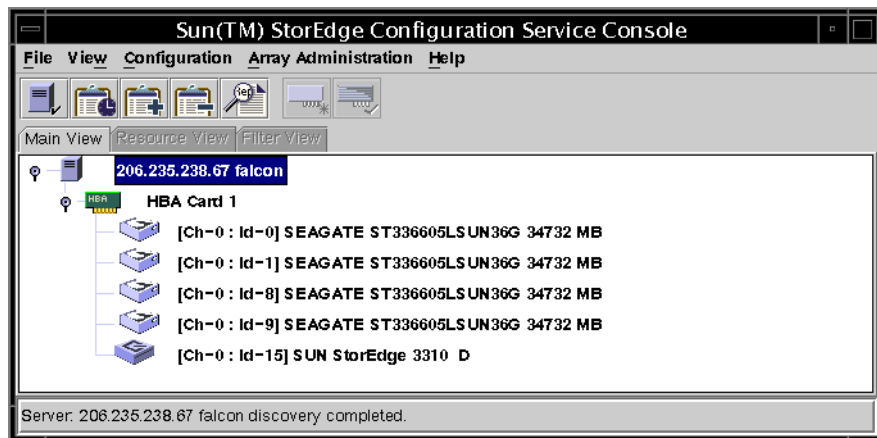 Sun(TM) StorEdge Configuration Service Console
File View Configuration Array Administration Help
Rep
Main View Resource View Filter View
206.235.238.67 falcon
HBA HBA Card 1
[Ch-0 : Id-0] SEAGATE ST336605LSUN36G 34732 MB
[Ch-0 : Id-1] SEAGATE ST336605LSUN36G 34732 MB
[Ch-0 : Id-8] SEAGATE ST336605LSUN36G 34732 MB
[Ch-0 : Id-9] SEAGATE ST336605LSUN36G 34732 MB
[Ch-0 : Id-15] SUN StorEdge 3310 D
Server: 206.235.238.67 falcon discovery completed.